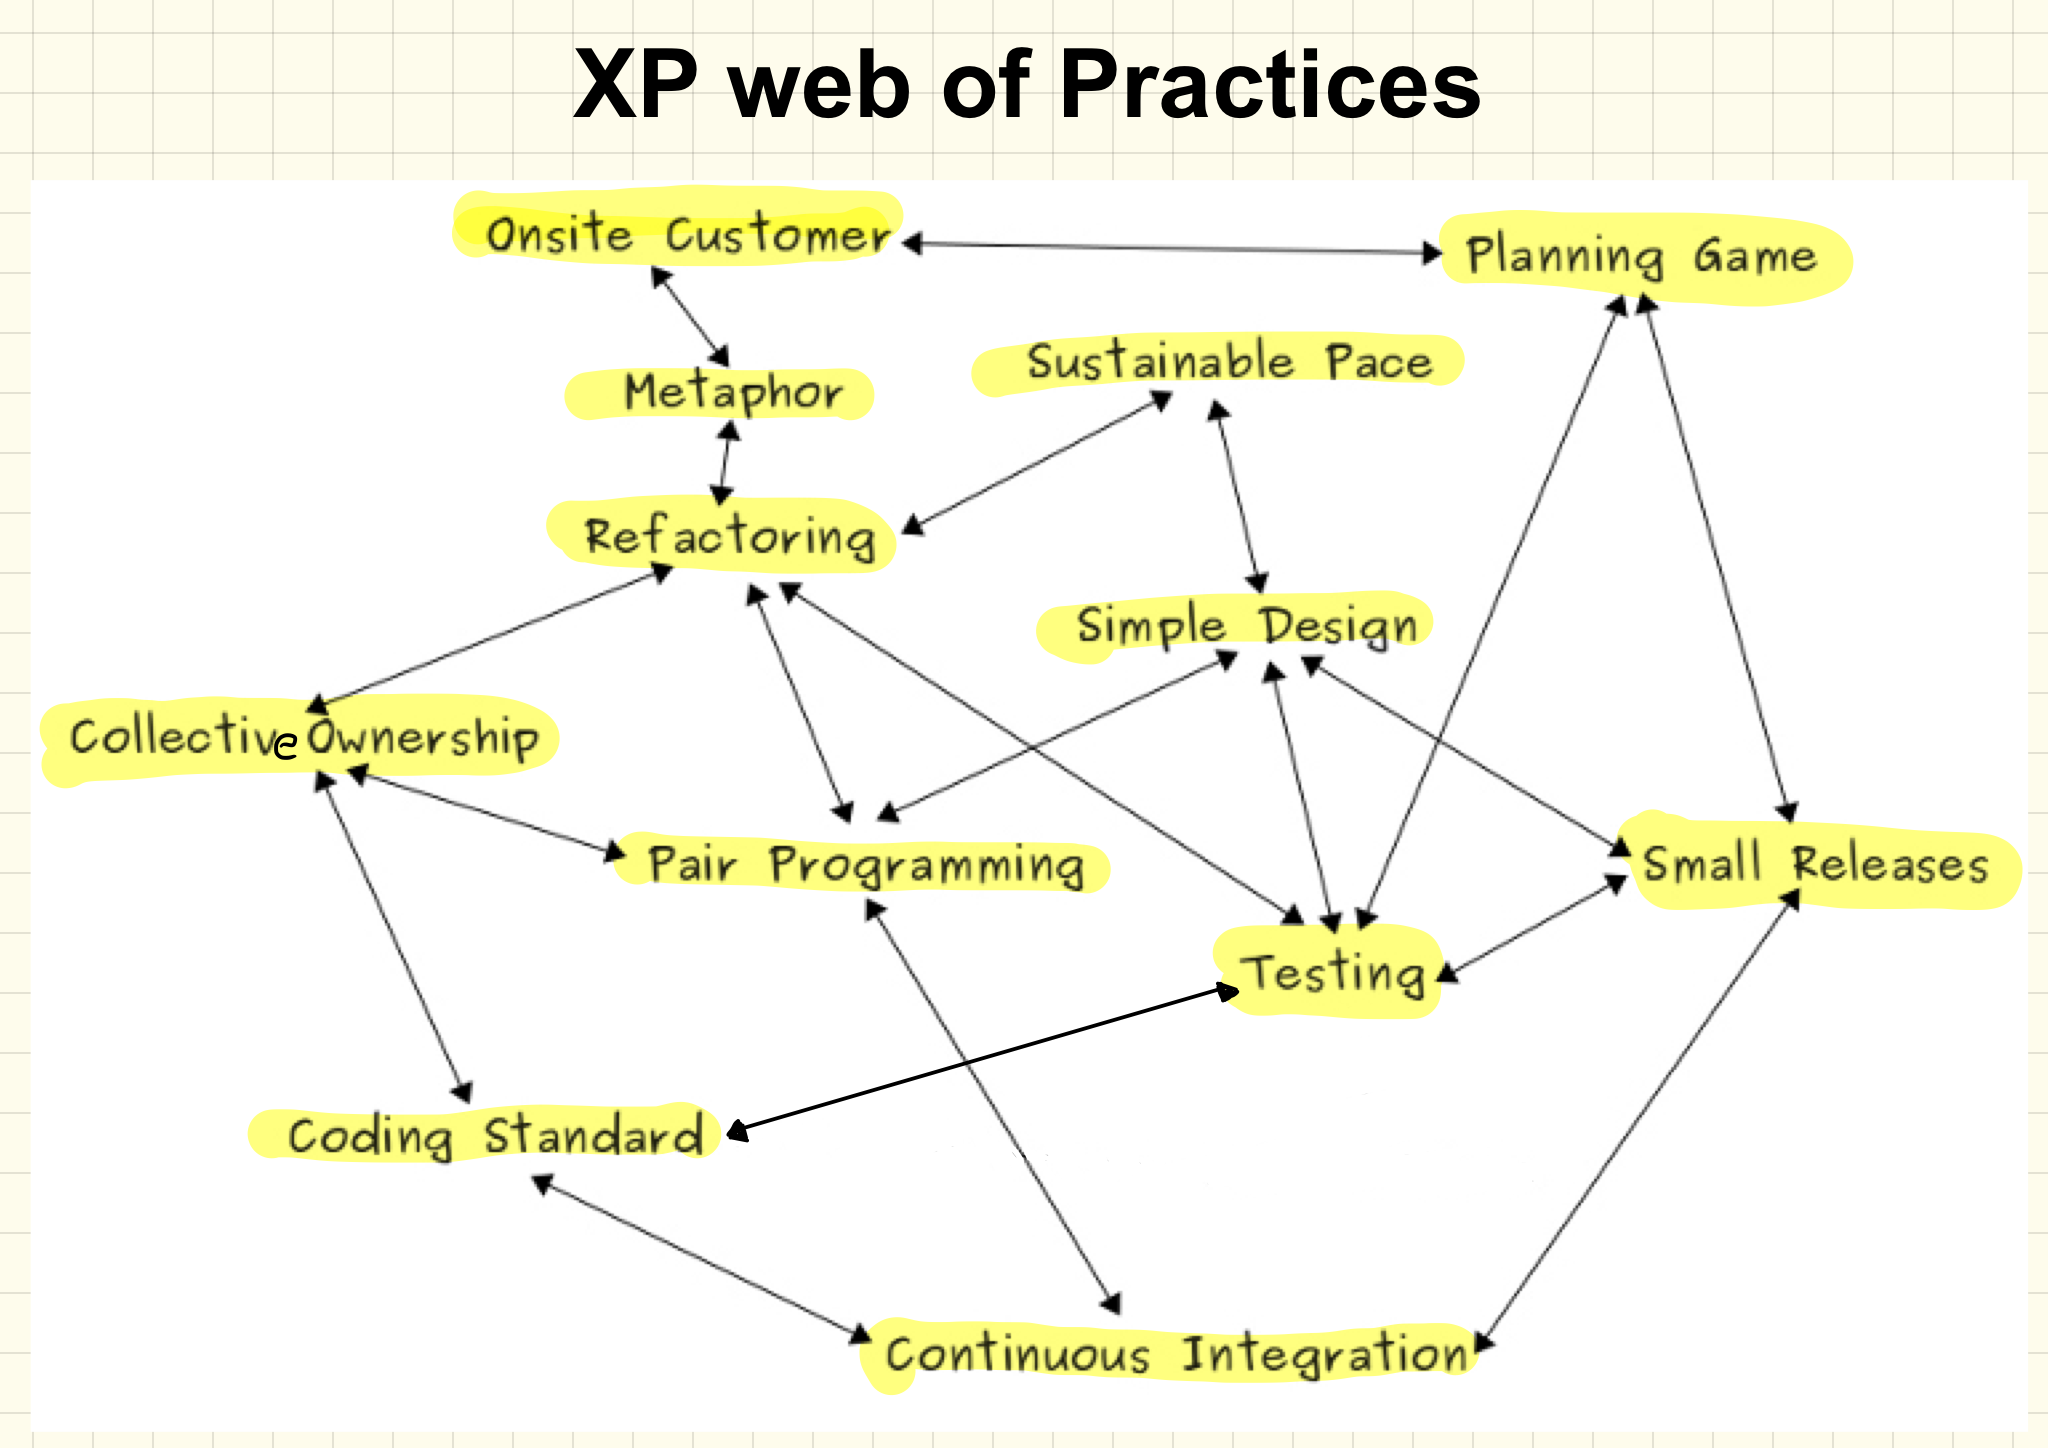 XP web of Practices
Onsite Customer
Planning Game
Sustainable Pace
Metaphor
Refactoring
Simple Design
Collective Ownership
Pair Programming
Small Releases
Testing
Coding Standard
Continuous Integration